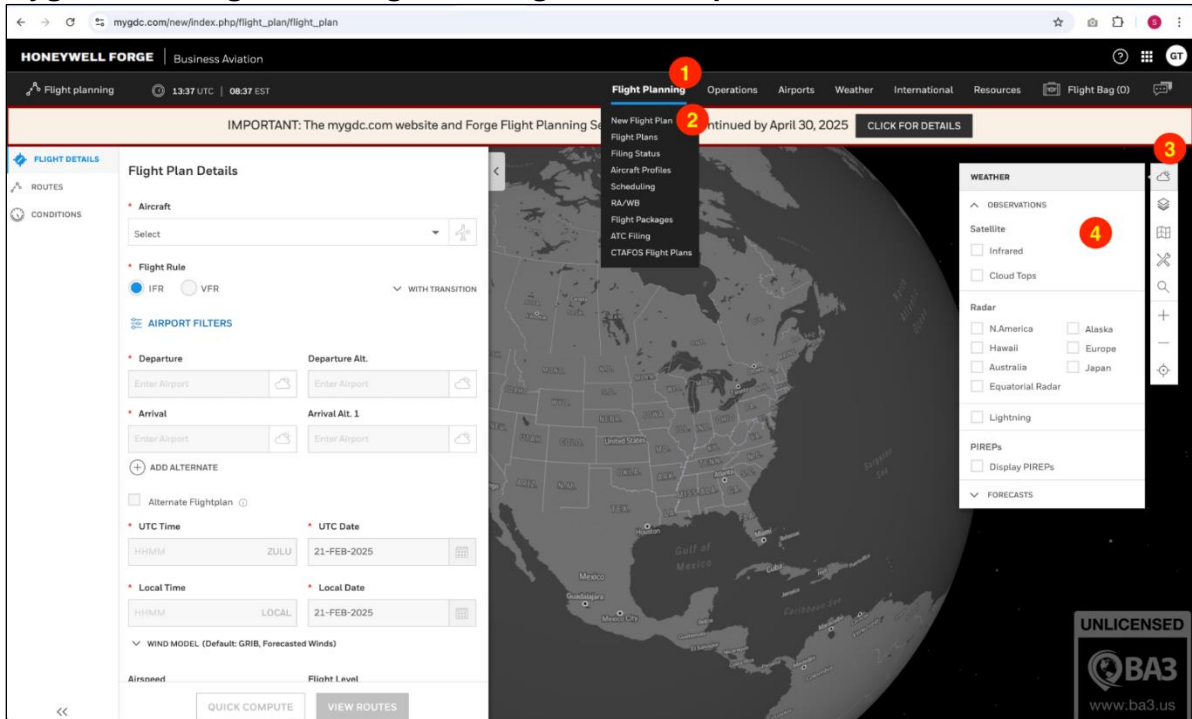 mygdc.com/new/index.php/flight_plan/flight_plan
S
HONEYWELL FORGE | Business Aviation
GT
Flight planning
13:37 UTC | 08:37 EST
Flight Planning
Operations
Airports
Weather
International
Resources
Flight Bag (0)
1
IMPORTANT: The mygdc.com website and Forge Flight Planning Se
ntinued by April 30, 2025
CLICK FOR DETAILS
New Flight Plan
2
Flight Plans
Filing Status
Aircraft Profiles
Scheduling
RA/WB
Flight Packages
ATC Filing
CTAFOS Flight Plans
FLIGHT DETAILS
ROUTES
CONDITIONS
Flight Plan Details
* Aircraft
Select
* Flight Rule
IFR
VFR
WITH TRANSITION
AIRPORT FILTERS
* Departure
Departure Alt.
Enter Airport
Enter Airport
* Arrival
Arrival Alt. 1
Enter Airport
Enter Airport
ADD ALTERNATE
Alternate Flightplan
* UTC Time
* UTC Date
HHMM
ZULU
21-FEB-2025
* Local Time
* Local Date
HHMM
LOCAL
21-FEB-2025
WIND MODEL (Default: GRIB, Forecasted Winds)
Airspeed
Flight Level
QUICK COMPUTE
VIEW ROUTES
United States
Houston
Miami
Gulf of
Mexico
Mexico
Guadalajara
Mexico City
Cuba
Caribbean Sea
Sargasso
Sea
3
WEATHER
OBSERVATIONS
4
Satellite
Infrared
Cloud Tops
Radar
N.America
Alaska
Hawaii
Europe
Australia
Japan
Equatorial Radar
Lightning
PIREPs
Display PIREPs
FORECASTS
UNLICENSED
BA3
www.ba3.us